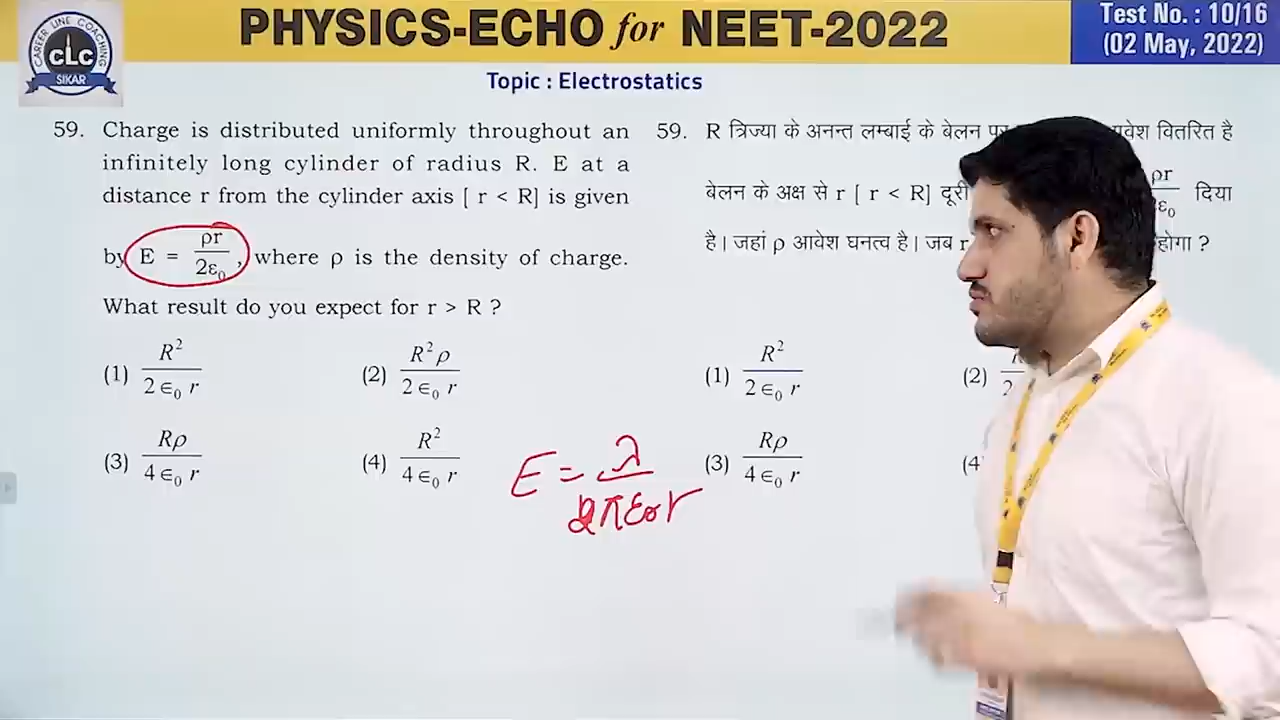 PHYSICS-ECHO for NEET-2022
Test No. : 10/16
(02 May, 2022)
CAREER LINE COACHING
CLC
SIKAR
Topic : Electrostatics
59. Charge is distributed uniformly throughout an
infinitely long cylinder of radius R. E at a
distance r from the cylinder axis [ r < R] is given
by E = ρr / 2ε₀, where ρ is the density of charge.
What result do you expect for r > R ?
(1) R² / 2∈₀ r
(2) R²ρ / 2∈₀ r
(3) Rρ / 4∈₀ r
(4) R² / 4∈₀ r
E = λ / 2πε₀r
59. R त्रिज्या के अनन्त लम्बाई के बेलन वितरित है
बेलन के अक्ष से r [ r < R] दूरी ρr दिया
है। जहां ρ आवेश घनत्व है। जब होगा ?
(1) R² / 2∈₀ r
(2)
(3) Rρ / 4∈₀ r
(4